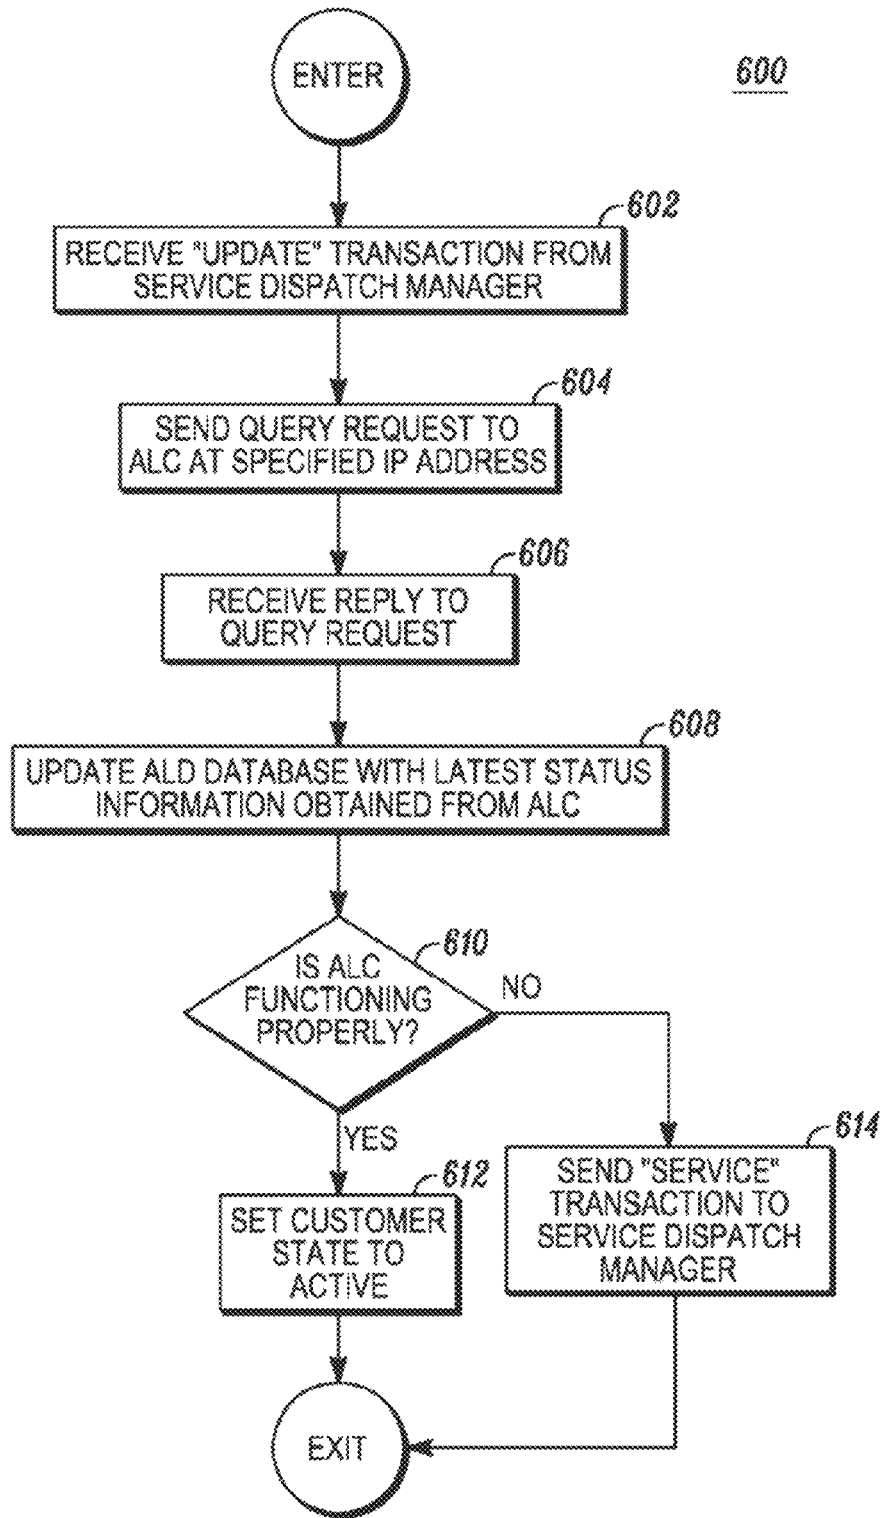 ENTER
600
602
RECEIVE "UPDATE" TRANSACTION FROM
SERVICE DISPATCH MANAGER
604
SEND QUERY REQUEST TO
ALC AT SPECIFIED IP ADDRESS
606
RECEIVE REPLY TO
QUERY REQUEST
608
UPDATE ALD DATABASE WITH LATEST STATUS
INFORMATION OBTAINED FROM ALC
610
IS ALC
FUNCTIONING
PROPERLY?
NO
YES
612
SET CUSTOMER
STATE TO
ACTIVE
614
SEND "SERVICE"
TRANSACTION TO
SERVICE DISPATCH
MANAGER
EXIT